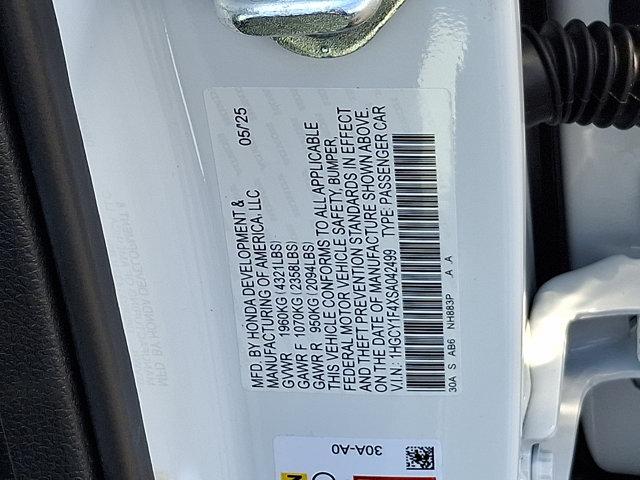 MFD. BY HONDA DEVELOPMENT &
MANUFACTURING OF AMERICA, LLC 05/25
GVWR 1960KG(4321LBS)
GAWR F 1070KG(2358LBS)
GAWR R 950KG(2094LBS)
THIS VEHICLE CONFORMS TO ALL APPLICABLE
FEDERAL MOTOR VEHICLE SAFETY, BUMPER,
AND THEFT PREVENTION STANDARDS IN EFFECT
ON THE DATE OF MANUFACTURE SHOWN ABOVE.
V.I.N.: 1HGCY1F4XSA042499 TYPE: PASSENGER CAR
30A S AB6 NH883P A A
30A-A0